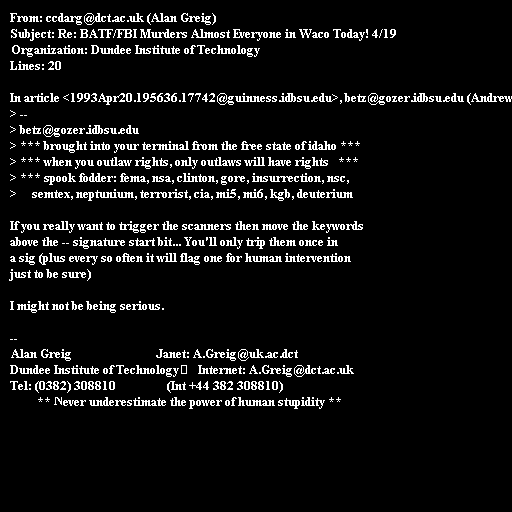 From: ccdarg@dct.ac.uk (Alan Greig)
Subject: Re: BATF/FBI Murders Almost Everyone in Waco Today! 4/19
Organization: Dundee Institute of Technology
Lines: 20

In article <1993Apr20.195636.17742@guinness.idbsu.edu>, betz@gozer.idbsu.edu (Andrew
> --
> betz@gozer.idbsu.edu
> *** brought into your terminal from the free state of idaho ***
> *** when you outlaw rights, only outlaws will have rights   ***
> *** spook fodder: fema, nsa, clinton, gore, insurrection, nsc,
>     semtex, neptunium, terrorist, cia, mi5, mi6, kgb, deuterium

If you really want to trigger the scanners then move the keywords
above the -- signature start bit... You'll only trip them once in
a sig (plus every so often it will flag one for human intervention
just to be sure)

I might not be being serious.

--
Alan Greig                            Janet: A.Greig@uk.ac.dct
Dundee Institute of Technology    Internet: A.Greig@dct.ac.uk
Tel: (0382) 308810                 (Int +44 382 308810)
         ** Never underestimate the power of human stupidity **